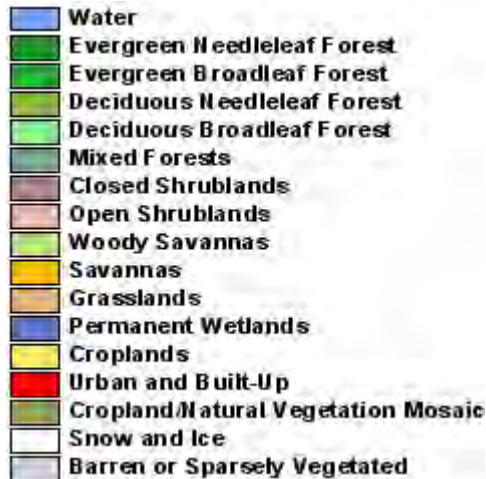 Water
Evergreen Needleleaf Forest
Evergreen Broadleaf Forest
Deciduous Needleleaf Forest
Deciduous Broadleaf Forest
Mixed Forests
Closed Shrublands
Open Shrublands
Woody Savannas
Savannas
Grasslands
Permanent Wetlands
Croplands
Urban and Built-Up
Cropland/Natural Vegetation Mosaic
Snow and Ice
Barren or Sparsely Vegetated